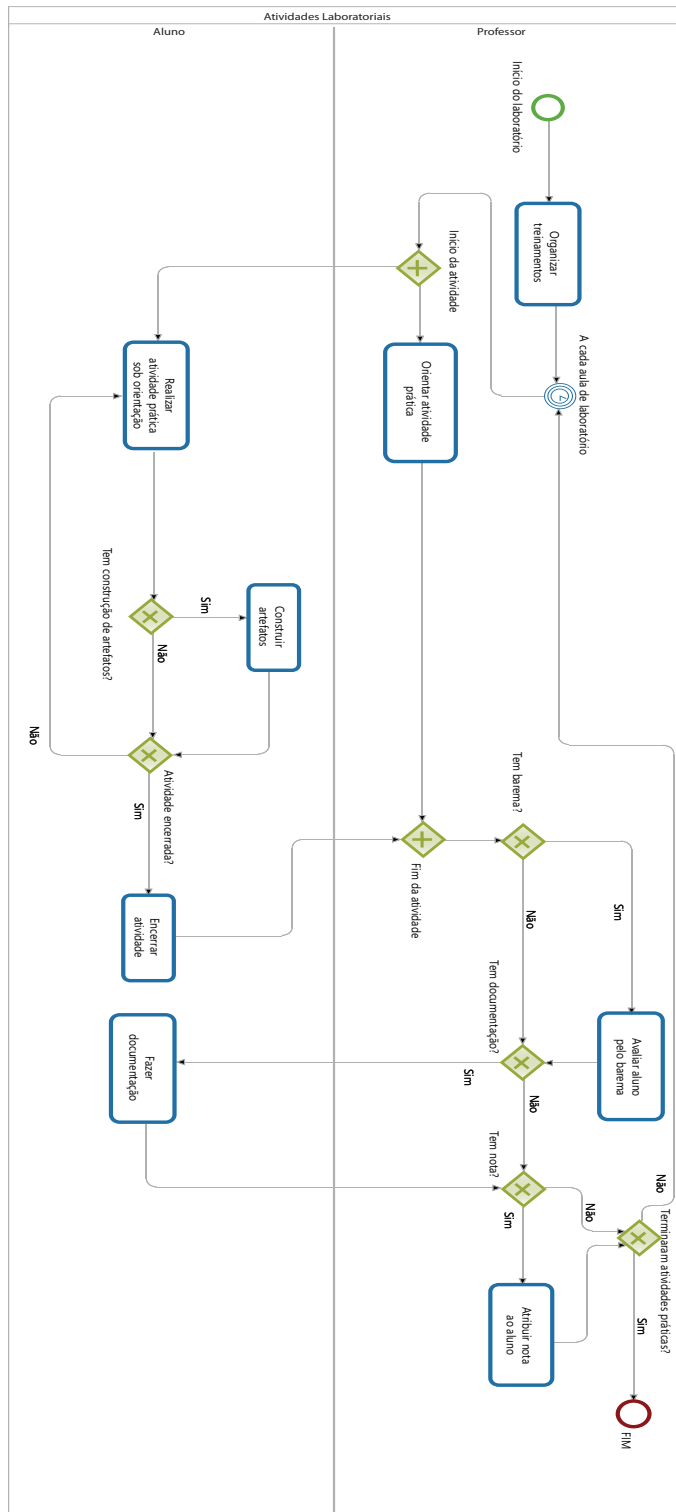 Atividades Laboratoriais
Aluno
Professor
Início do laboratório
Organizar
treinamentos
A cada aula de laboratório
Início da atividade
Orientar atividade
prática
Realizar
atividade prática
sob orientação
Tem construção de artefatos?
Sim
Construir
artefatos
Não
Atividade encerrada?
Não
Sim
Encerrar
atividade
Fim da atividade
Tem barema?
Sim
Avaliar aluno
pelo barema
Não
Tem documentação?
Sim
Fazer
documentação
Não
Tem nota?
Não
Sim
Atribuir nota
ao aluno
Terminaram atividades práticas?
Não
Sim
FIM